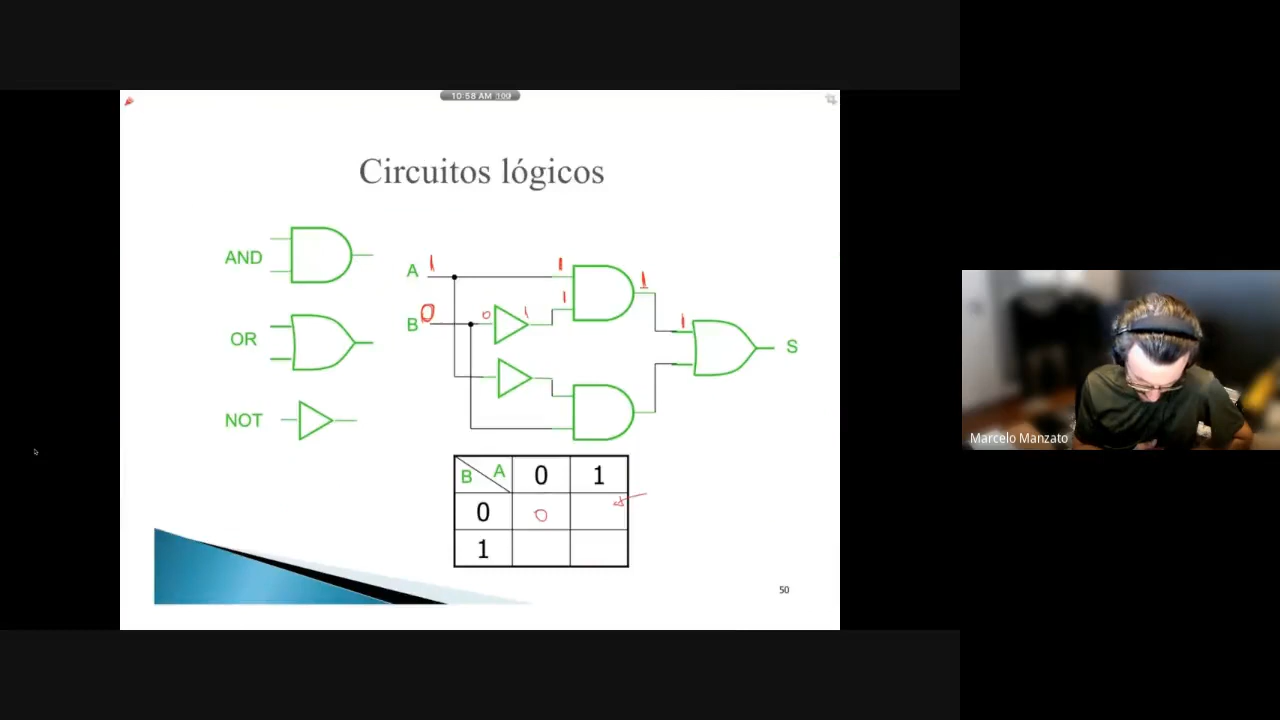 10:58 AM 100
Circuitos lógicos
AND
OR
NOT
A 1
B 0
0 1
1
1
1
1
S
B A 0 1
0 0
1
50
Marcelo Manzato